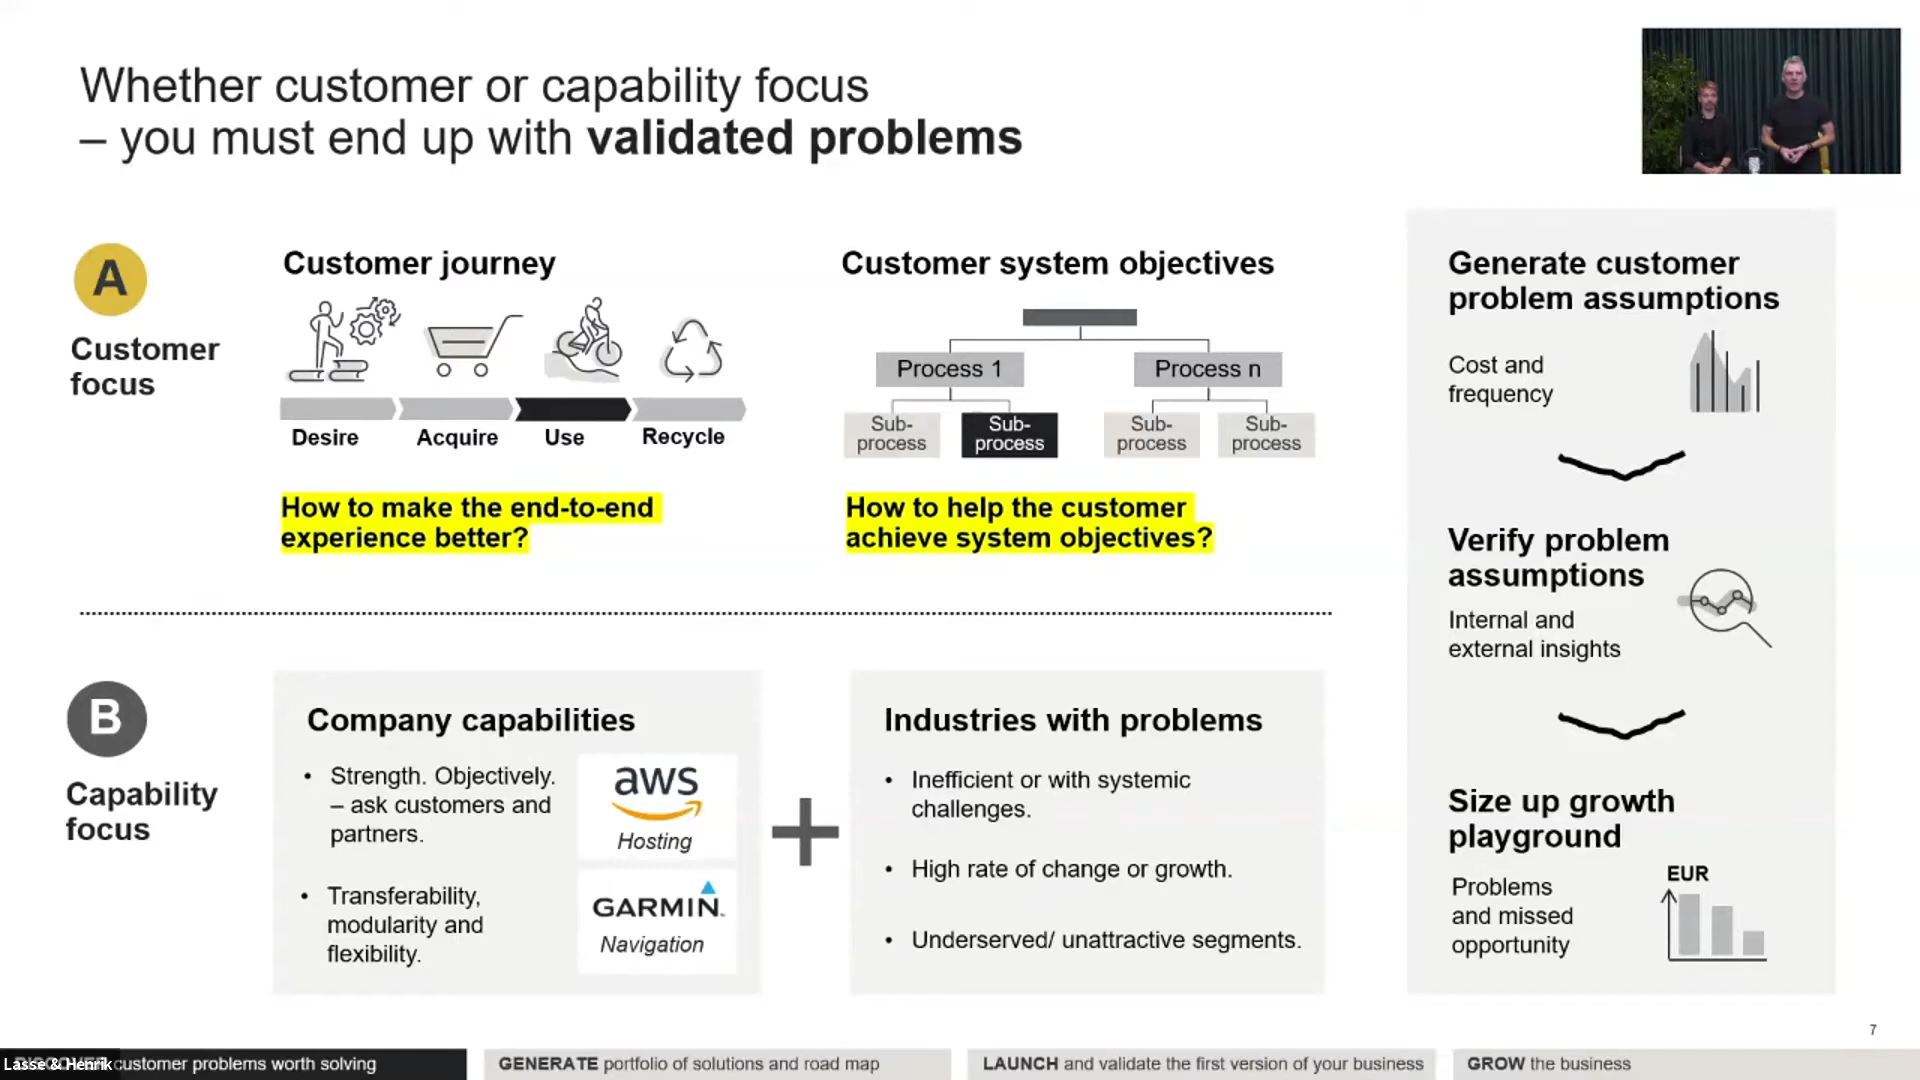 Whether customer or capability focus
– you must end up with validated problems
A
Customer
focus
Customer journey
Desire
Acquire
Use
Recycle
How to make the end-to-end
experience better?
Customer system objectives
Process 1
Process n
Sub-
process
Sub-
process
Sub-
process
Sub-
process
How to help the customer
achieve system objectives?
B
Capability
focus
Company capabilities
• Strength. Objectively.
– ask customers and
partners.
• Transferability,
modularity and
flexibility.
aws
Hosting
GARMIN.
Navigation
Industries with problems
• Inefficient or with systemic
challenges.
• High rate of change or growth.
• Underserved/ unattractive segments.
Generate customer
problem assumptions
Cost and
frequency
Verify problem
assumptions
Internal and
external insights
Size up growth
playground
Problems
and missed
opportunity
EUR
7
Lasse & Henrik
customer problems worth solving
GENERATE portfolio of solutions and road map
LAUNCH and validate the first version of your business
GROW the business